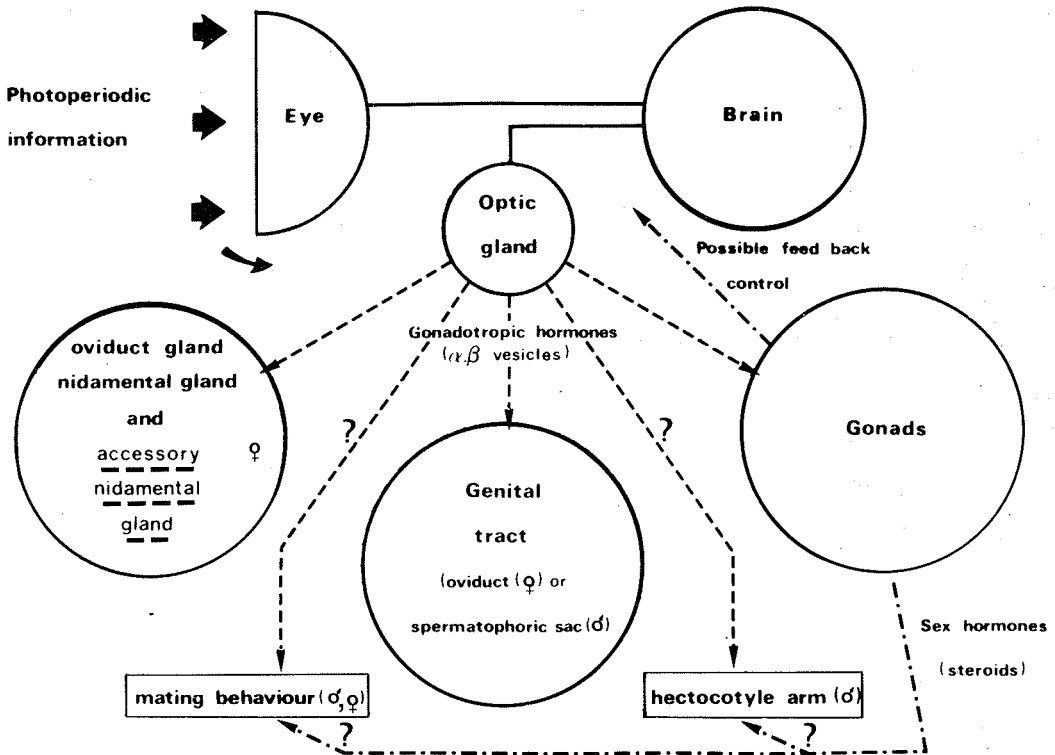 Photoperiodic
information
Eye
Brain
Optic
gland
Possible feed back
control
Gonadotropic hormones
(α.β vesicles)
oviduct gland
nidamental gland
and
accessory ♀
nidamental
gland
?
?
Genital
tract
(oviduct (♀) or
spermatophoric sac (♂)
Gonads
Sex hormones
(steroids)
mating behaviour (♂,♀)
hectocotyle arm (♂)
?
?